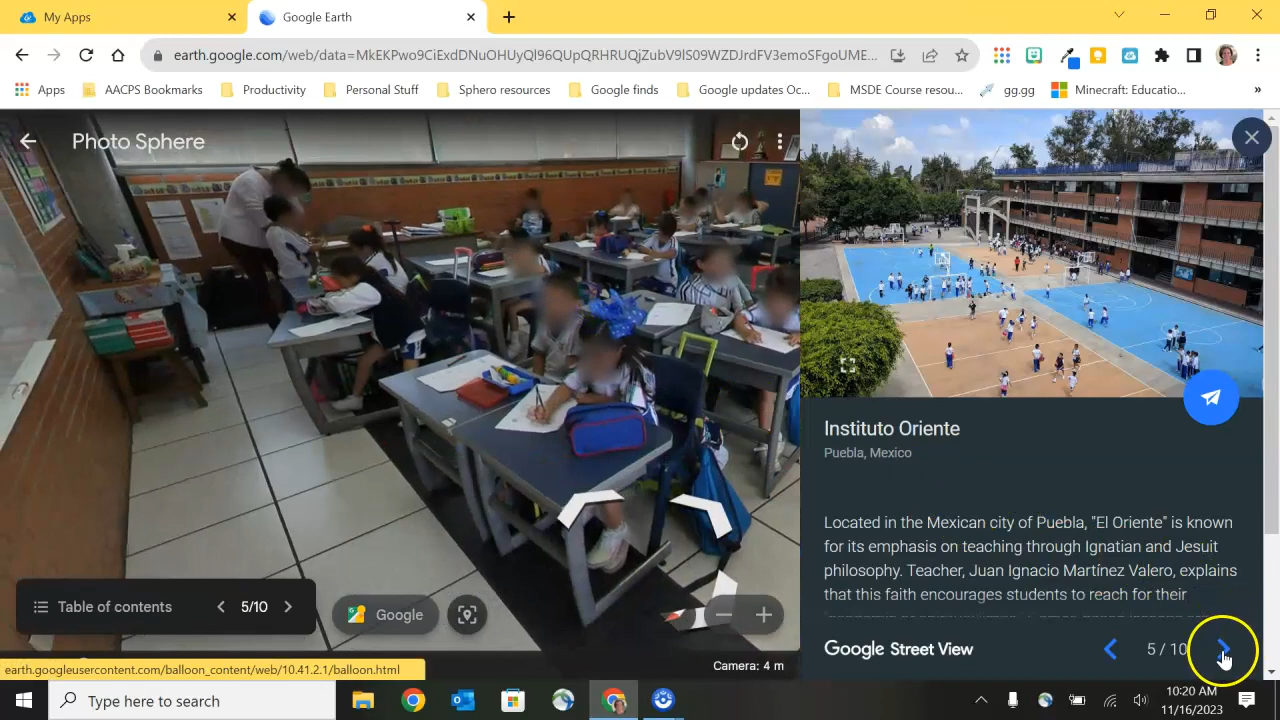 My Apps
Google Earth
earth.google.com/web/data=MkEKPwo9CiExdDNuOHUyQl96QUpQRHRUQjZubV9IS09WZDJrdFV3emoSFgoUME...
Apps
AACPS Bookmarks
Productivity
Personal Stuff
Sphero resources
Google finds
Google updates Oc...
MSDE Course resou...
gg.gg
Minecraft: Educatio...
»
Photo Sphere
Instituto Oriente
Puebla, Mexico
Located in the Mexican city of Puebla, "El Oriente" is known
for its emphasis on teaching through Ignatian and Jesuit
philosophy. Teacher, Juan Ignacio Martínez Valero, explains
that this faith encourages students to reach for their
Table of contents
5/10
Google
Google Street View
5 / 10
earth.googleusercontent.com/balloon_content/web/10.41.2.1/balloon.html
Camera: 4 m
Type here to search
10:20 AM
11/16/2023